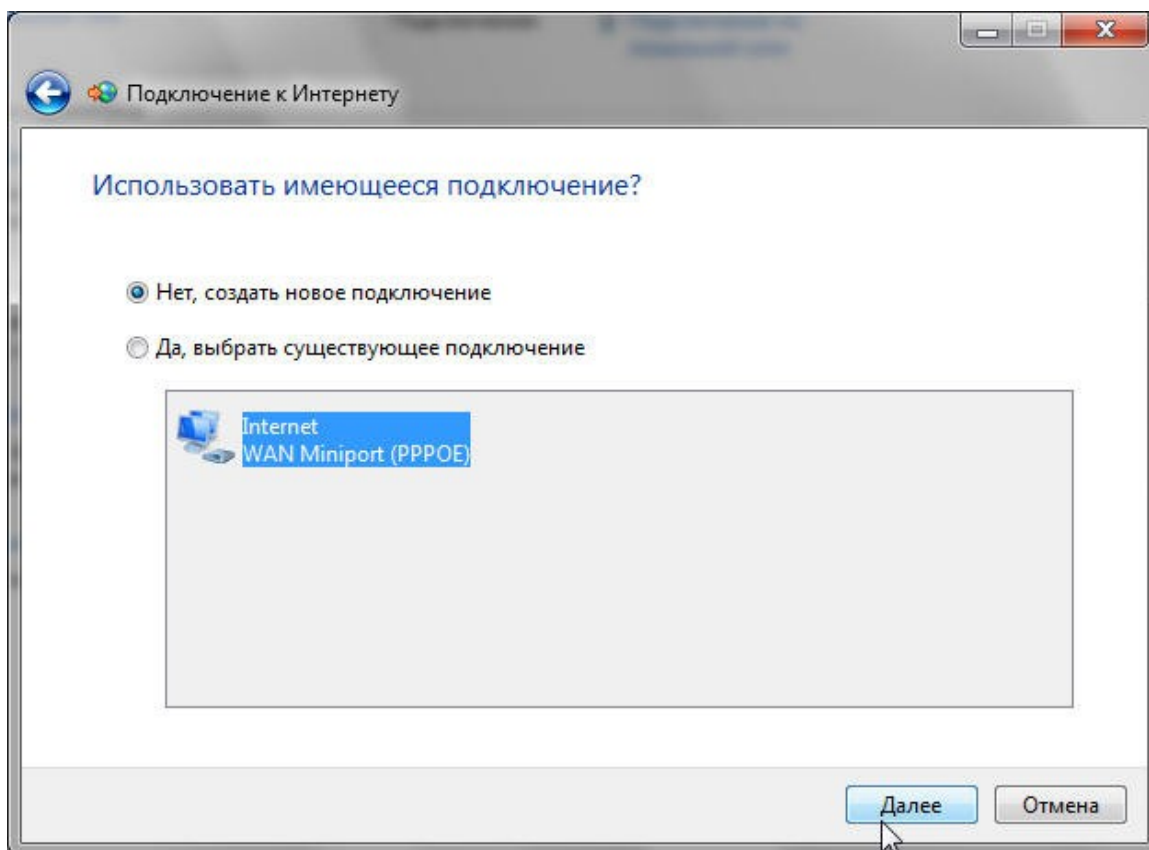 Подключение к Интернету
Использовать имеющееся подключение?
Нет, создать новое подключение
Да, выбрать существующее подключение
Internet
WAN Miniport (PPPOE)
Далее
Отмена